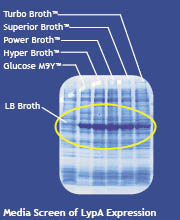 Turbo Broth™
Superior Broth™
Power Broth™
Hyper Broth™
Glucose M9Y™
LB Broth
Media Screen of LypA Expression